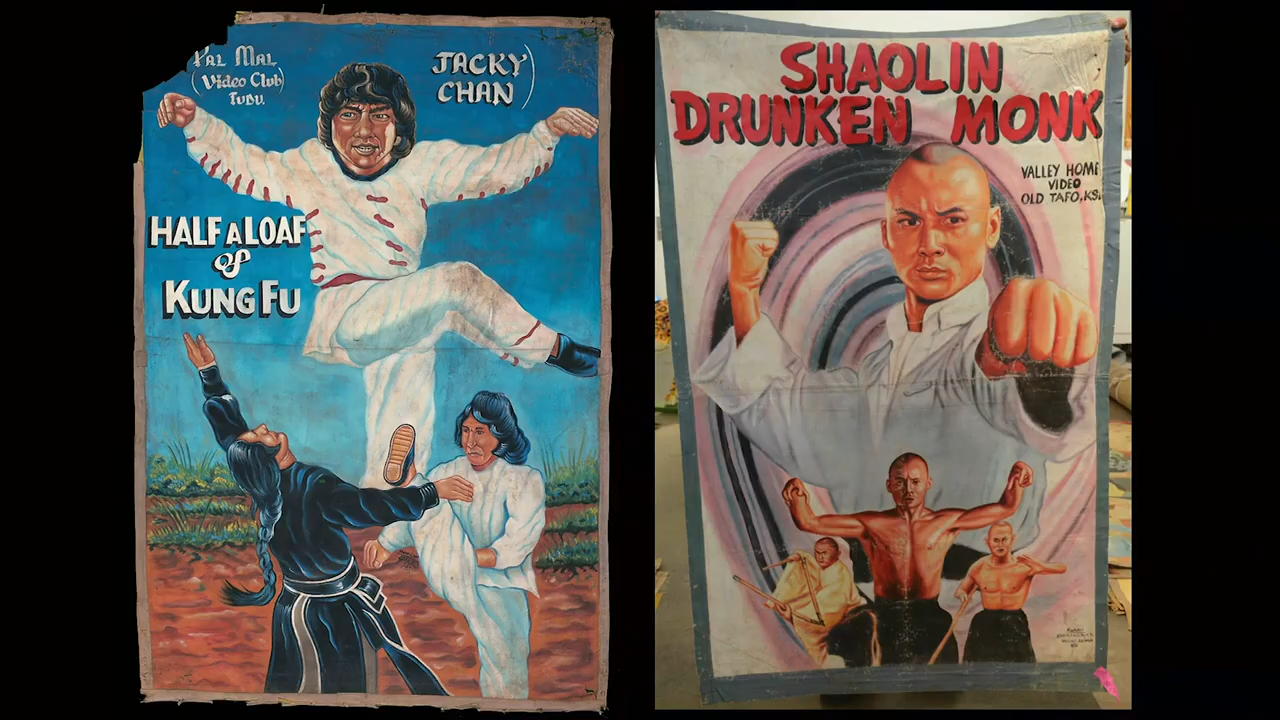 PAL MAL
(Video Club)
TUDU.
JACKY
CHAN)
HALF A LOAF
OF
KUNG FU
SHAOLIN
DRUNKEN MONK
VALLEY HOME
VIDEO
OLD TAFO, KSI